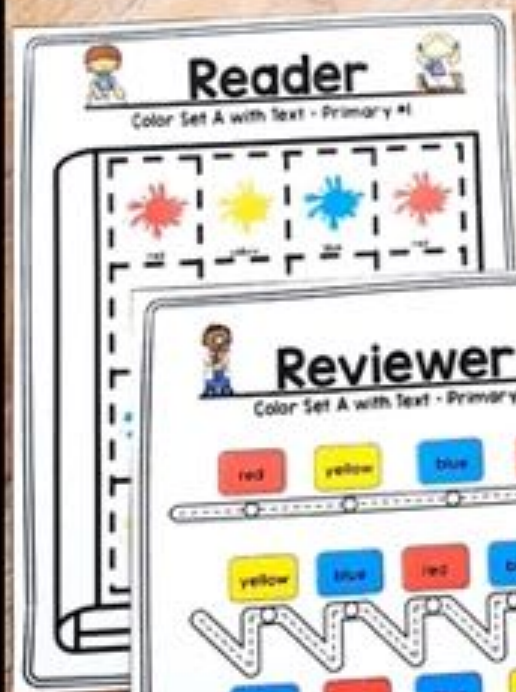 Reader
Color Set A with Text - Primary #1
red yellow blue red
Reviewer
Color Set A with Text - Primary
red yellow blue
yellow blue red b